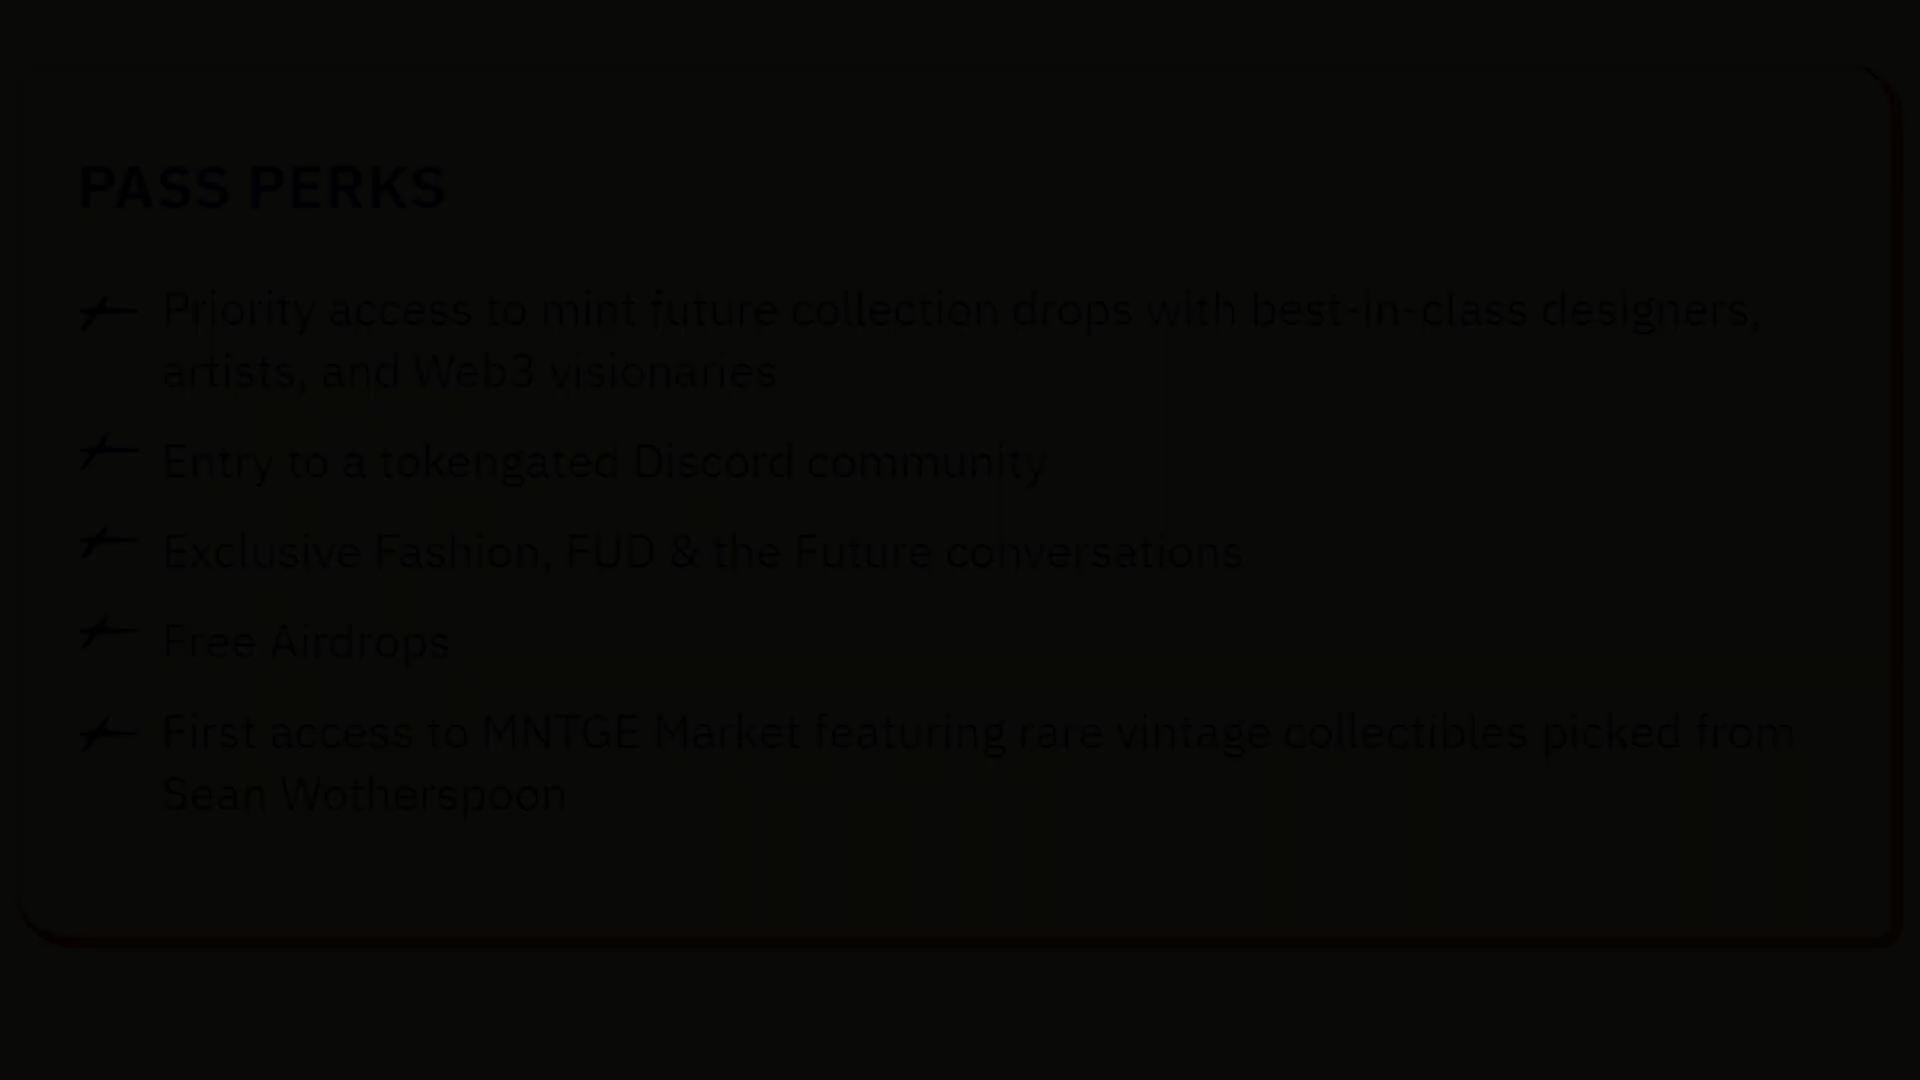 PASS PERKS
Priority access to mint future collection drops with best-in-class designers,
artists, and Web3 visionaries
Entry to a tokengated Discord community
Exclusive Fashion, FUD & the Future conversations
Free Airdrops
First access to MNTGE Market featuring rare vintage collectibles picked from
Sean Wotherspoon